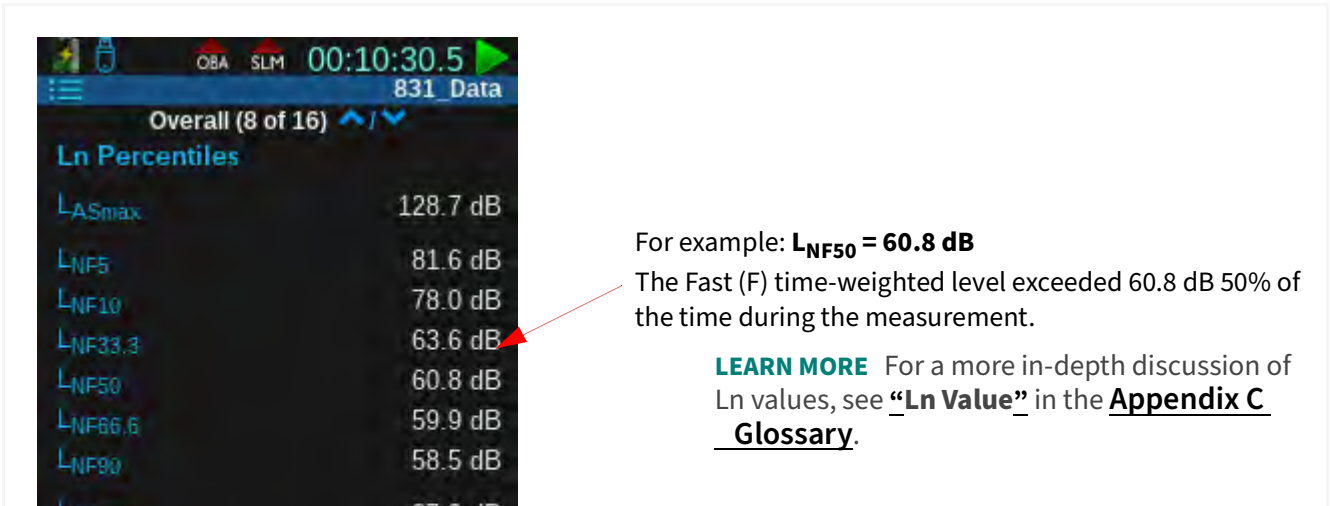 OBA SLM 00:10:30.5
831_Data
Overall (8 of 16) /
Ln Percentiles
LASmax 128.7 dB
LNF5 81.6 dB
LNF10 78.0 dB
LNF33.3 63.6 dB
LNF50 60.8 dB
LNF66.6 59.9 dB
LNF90 58.5 dB
For example: LNF50 = 60.8 dB
The Fast (F) time-weighted level exceeded 60.8 dB 50% of
the time during the measurement.
LEARN MORE For a more in-depth discussion of
Ln values, see “Ln Value” in the Appendix C
Glossary.